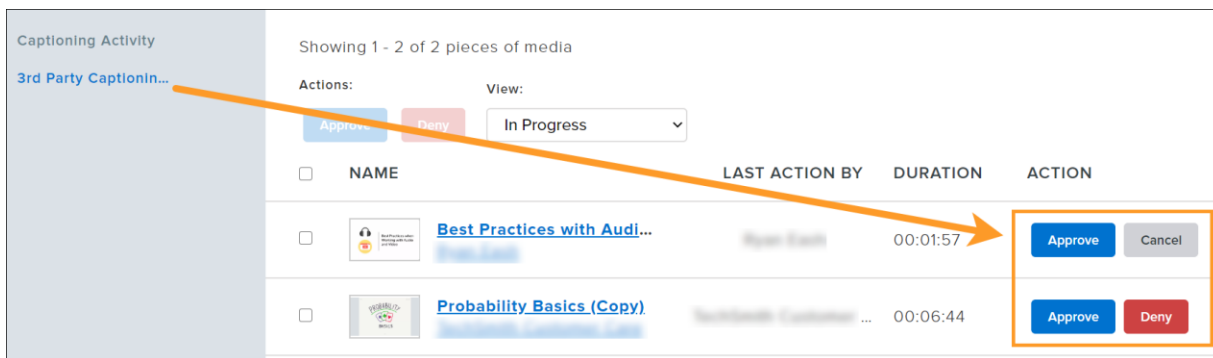 Captioning Activity
3rd Party Captionin...
Showing 1 - 2 of 2 pieces of media
Actions:
View:
Approve
Deny
In Progress
NAME
LAST ACTION BY
DURATION
ACTION
Best Practices with Audi...
00:01:57
Approve
Cancel
PROBABILITY
BASICS
Probability Basics (Copy)
...
00:06:44
Approve
Deny